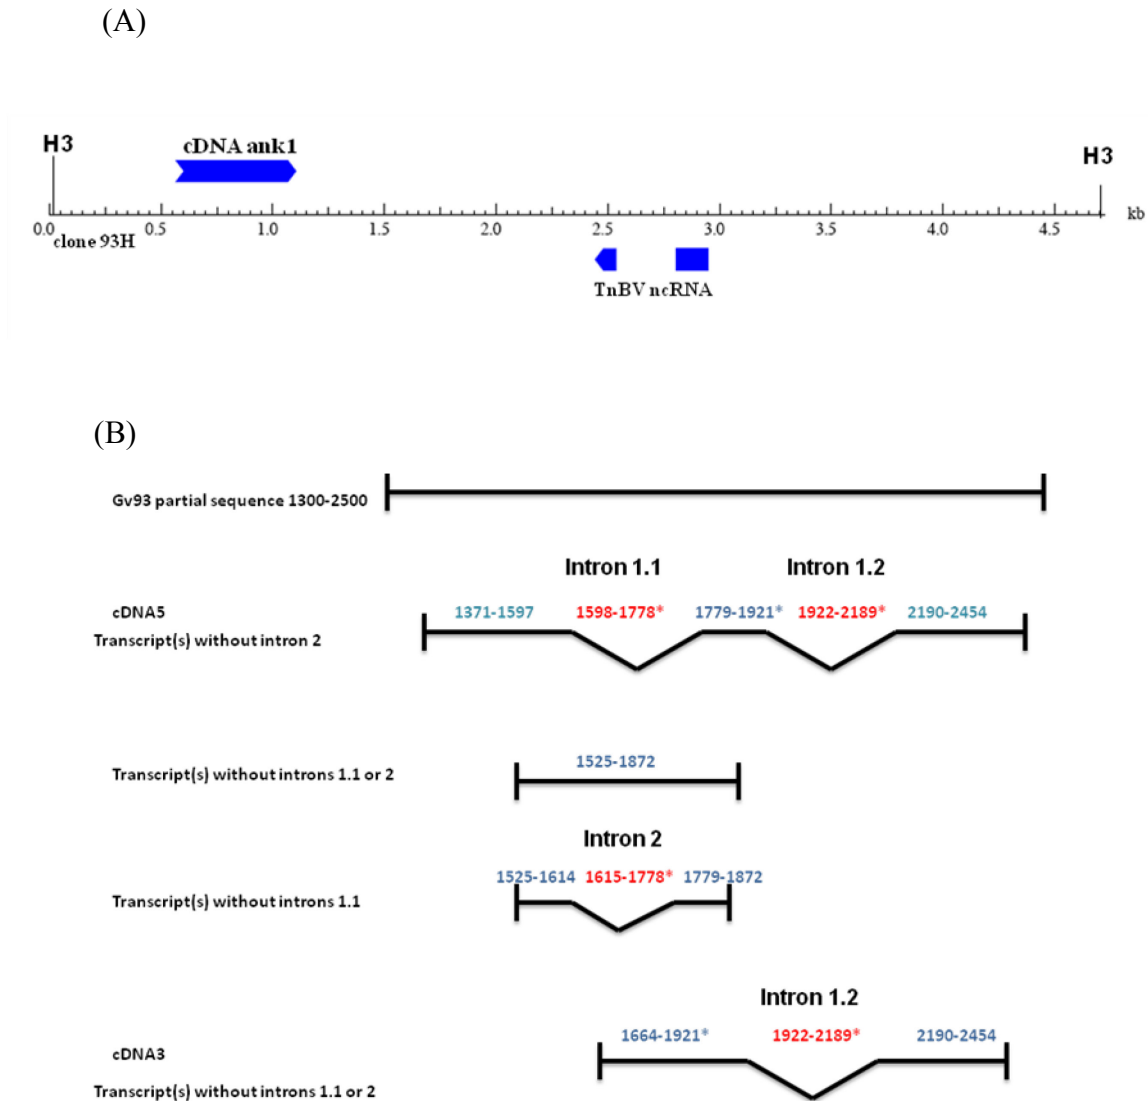 (A)
H3
cDNA ank1
H3
0.0 0.5 1.0 1.5 2.0 2.5 3.0 3.5 4.0 4.5 kb
clone 93H
TnBV ncRNA
(B)
Gv93 partial sequence 1300-2500
Intron 1.1 Intron 1.2
cDNA5 1371-1597 1598-1778* 1779-1921* 1922-2189* 2190-2454
Transcript(s) without intron 2
1525-1872
Transcript(s) without introns 1.1 or 2
Intron 2
1525-1614 1615-1778* 1779-1872
Transcript(s) without introns 1.1
Intron 1.2
1664-1921* 1922-2189* 2190-2454
cDNA3
Transcript(s) without introns 1.1 or 2